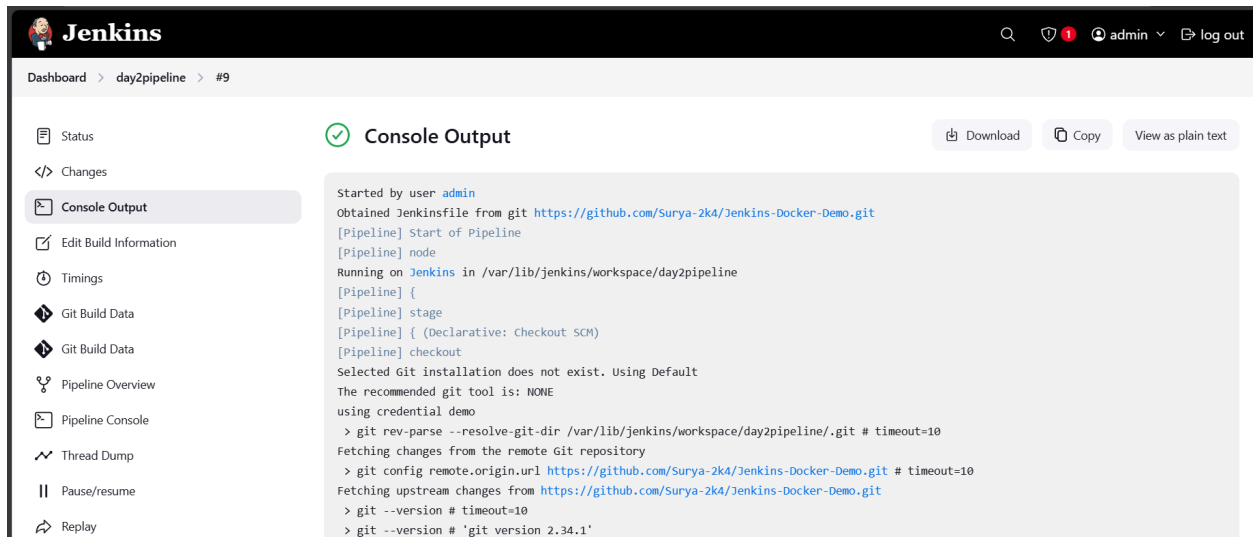 Jenkins
1
admin
log out
Dashboard > day2pipeline > #9
Status
Changes
Console Output
Edit Build Information
Timings
Git Build Data
Git Build Data
Pipeline Overview
Pipeline Console
Thread Dump
Pause/resume
Replay
Console Output
Download
Copy
View as plain text
Started by user admin
Obtained Jenkinsfile from git https://github.com/Surya-2k4/Jenkins-Docker-Demo.git
[Pipeline] Start of Pipeline
[Pipeline] node
Running on Jenkins in /var/lib/jenkins/workspace/day2pipeline
[Pipeline] {
[Pipeline] stage
[Pipeline] { (Declarative: Checkout SCM)
[Pipeline] checkout
Selected Git installation does not exist. Using Default
The recommended git tool is: NONE
using credential demo
> git rev-parse --resolve-git-dir /var/lib/jenkins/workspace/day2pipeline/.git # timeout=10
Fetching changes from the remote Git repository
> git config remote.origin.url https://github.com/Surya-2k4/Jenkins-Docker-Demo.git # timeout=10
Fetching upstream changes from https://github.com/Surya-2k4/Jenkins-Docker-Demo.git
> git --version # timeout=10
> git --version # 'git version 2.34.1'